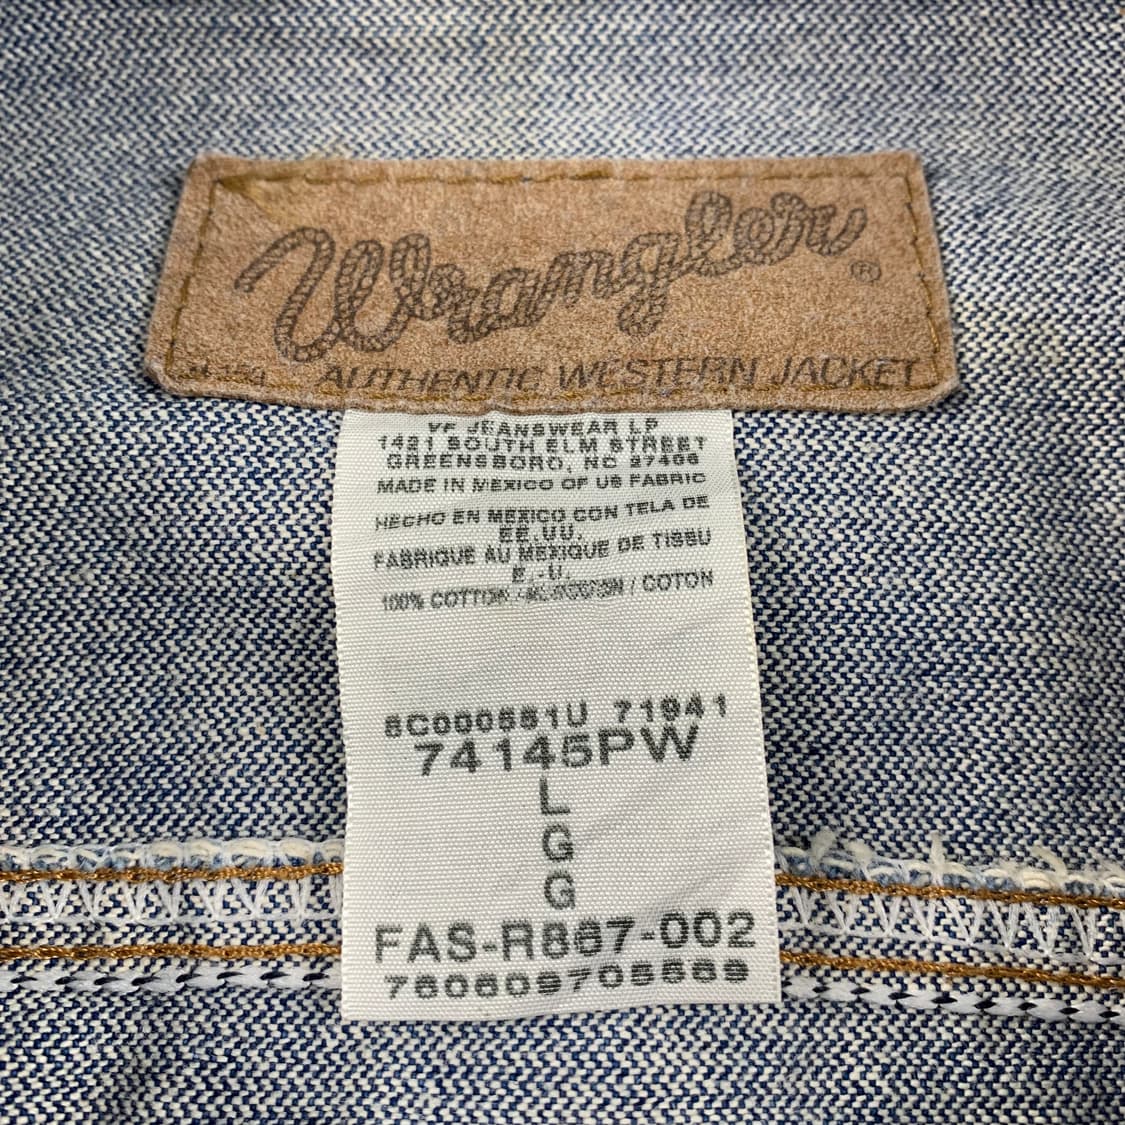 Wrangler ®
AUTHENTIC WESTERN JACKET
VF JEANSWEAR LP
1421 SOUTH ELM STREET
GREENSBORO, NC 27406
MADE IN MEXICO OF US FABRIC
HECHO EN MEXICO CON TELA DE
EE.UU.
FABRIQUE AU MEXIQUE DE TISSU
E.-U.
100% COTTON / / COTON
71941
74145PW
L
G
G
FAS-R867-002